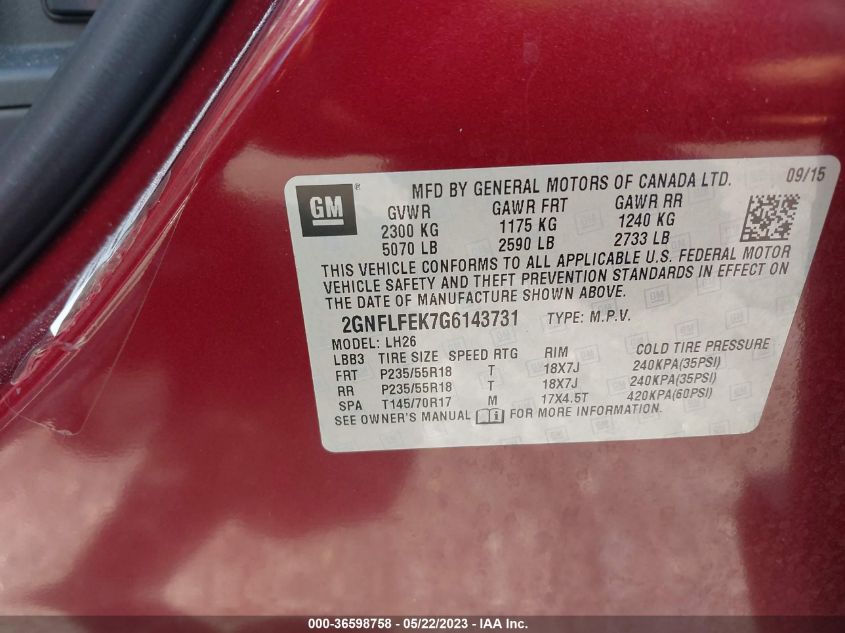 GM ® MFD BY GENERAL MOTORS OF CANADA LTD. 09/15
GVWR GAWR FRT GAWR RR
2300 KG 1175 KG 1240 KG
5070 LB 2590 LB 2733 LB
THIS VEHICLE CONFORMS TO ALL APPLICABLE U.S. FEDERAL MOTOR
VEHICLE SAFETY AND THEFT PREVENTION STANDARDS IN EFFECT ON
THE DATE OF MANUFACTURE SHOWN ABOVE.
2GNFLFEK7G6143731 TYPE: M.P.V.
MODEL: LH26
LBB3 TIRE SIZE SPEED RTG RIM COLD TIRE PRESSURE
FRT P235/55R18 T 18X7J 240KPA(35PSI)
RR P235/55R18 T 18X7J 240KPA(35PSI)
SPA T145/70R17 M 17X4.5T 420KPA(60PSI)
SEE OWNER'S MANUAL FOR MORE INFORMATION.
000-36598758 - 05/22/2023 - IAA Inc.